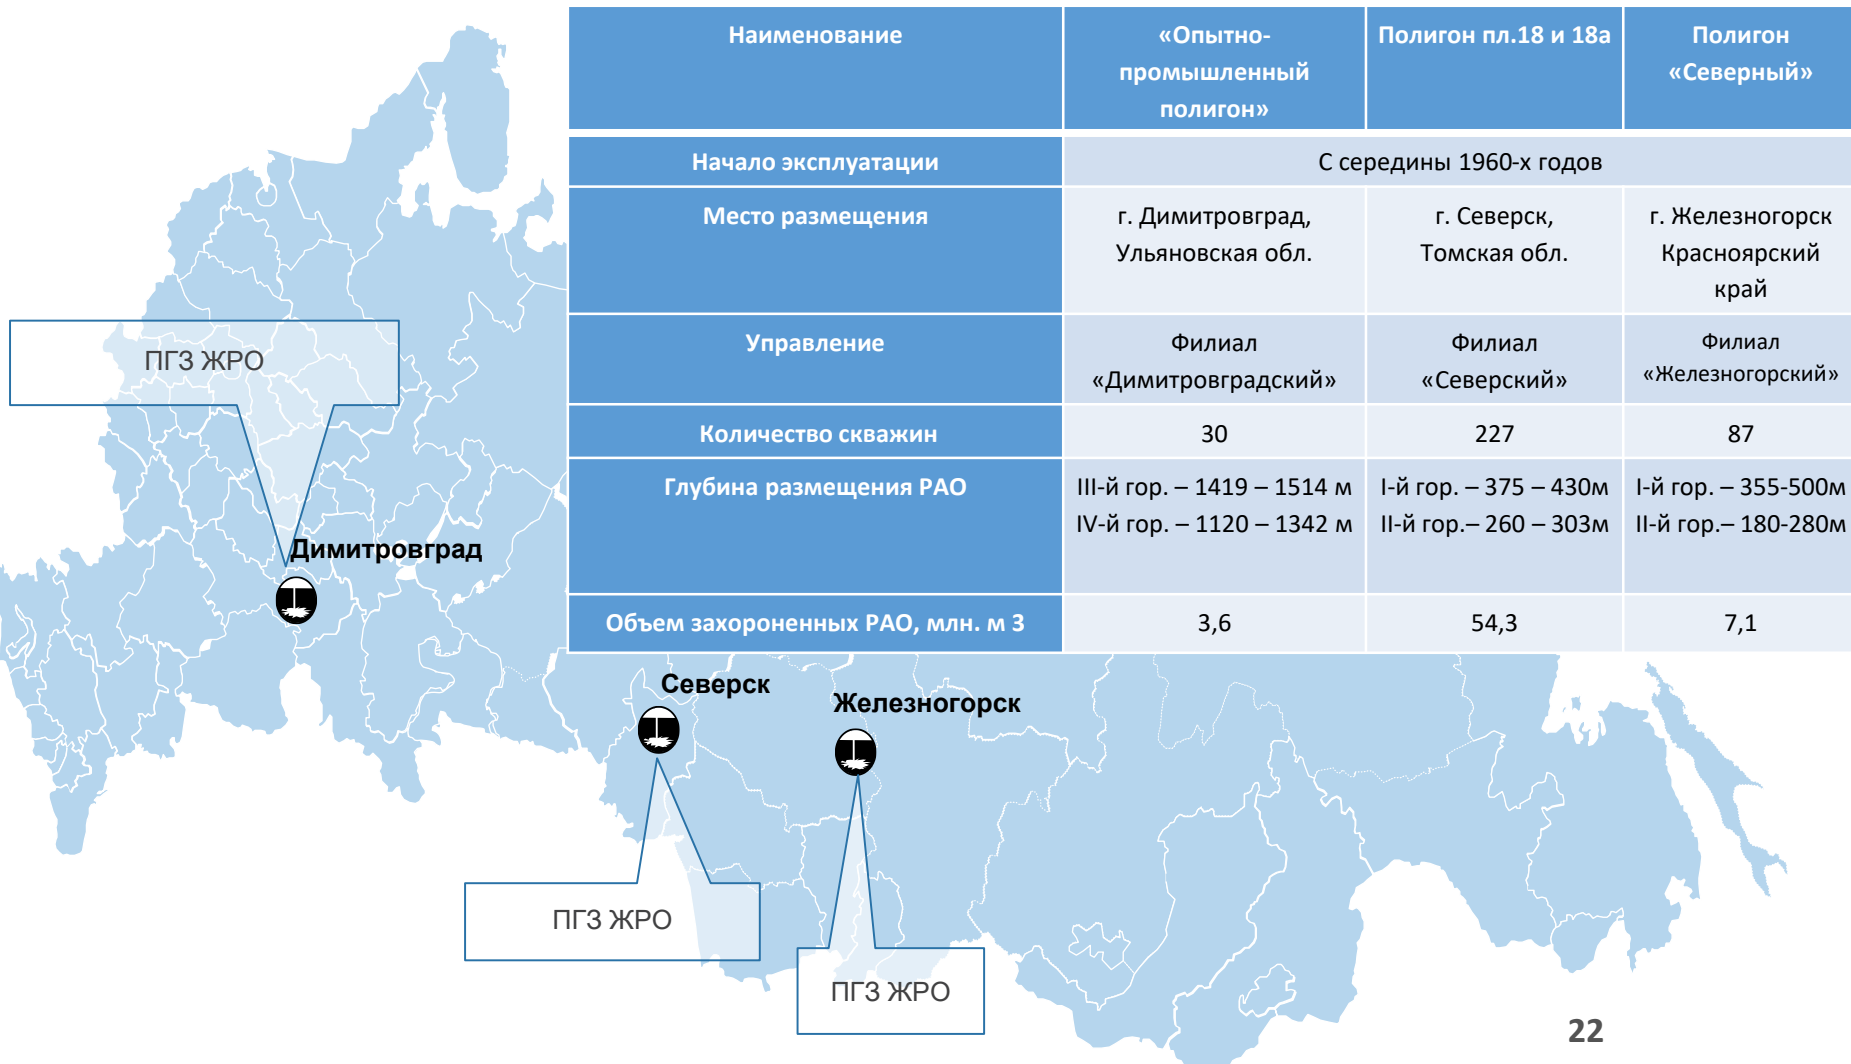 Наименование
«Опытно-
промышленный
полигон»
Полигон пл.18 и 18а
Полигон
«Северный»
Начало эксплуатации
С середины 1960-х годов
Место размещения
г. Димитровград,
Ульяновская обл.
г. Северск,
Томская обл.
г. Железногорск
Красноярский
край
Управление
Филиал
«Димитровградский»
Филиал
«Северский»
Филиал
«Железногорский»
Количество скважин
30
227
87
Глубина размещения РАО
III-й гор. – 1419 – 1514 м
IV-й гор. – 1120 – 1342 м
I-й гор. – 375 – 430м
II-й гор.– 260 – 303м
I-й гор. – 355-500м
II-й гор.– 180-280м
Объем захороненных РАО, млн. м 3
3,6
54,3
7,1
ПГЗ ЖРО
Димитровград
Северск
Железногорск
ПГЗ ЖРО
ПГЗ ЖРО
22